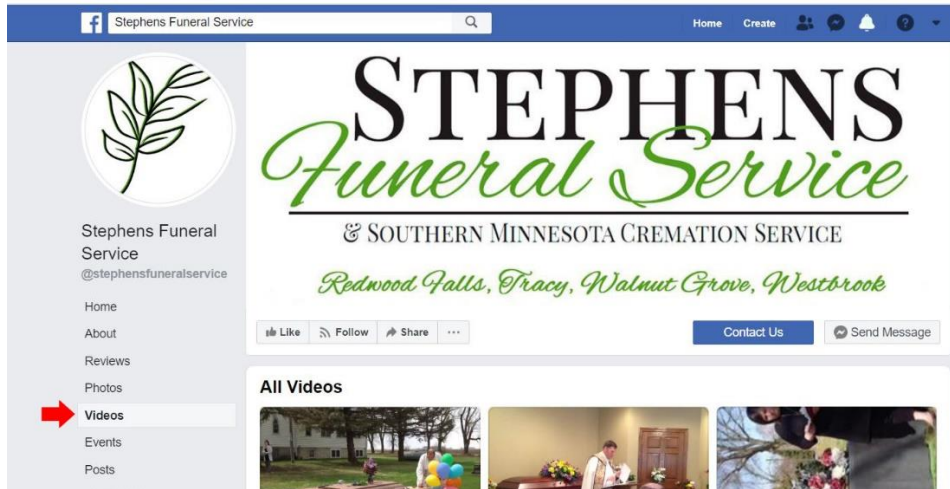 Stephens Funeral Service
Home Create
STEPHENS
Funeral Service
& SOUTHERN MINNESOTA CREMATION SERVICE
Redwood Falls, Tracy, Walnut Grove, Westbrook
Stephens Funeral
Service
@stephensfuneralservice
Home
About
Reviews
Photos
Videos
Events
Posts
Like Follow Share ...
Contact Us Send Message
All Videos